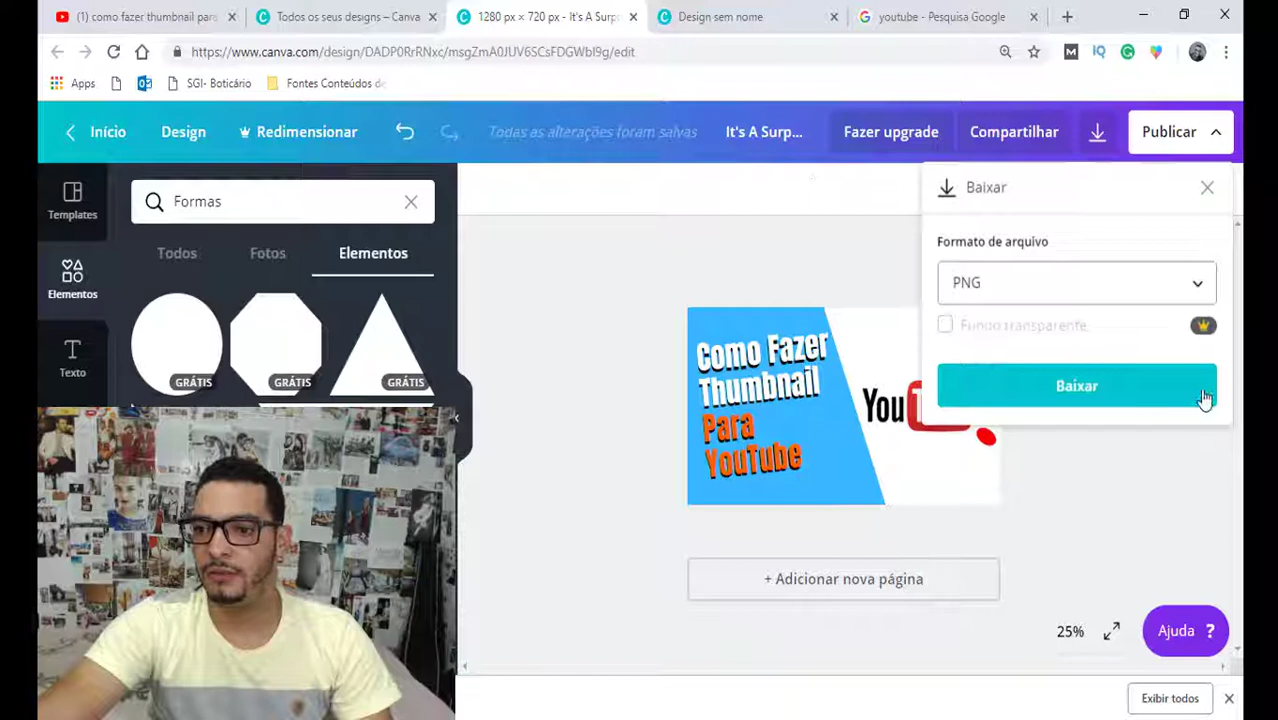 (1) como fazer thumbnail para
Todos os seus designs – Canva
1280 px × 720 px - It's A Surpr
Design sem nome
youtube - Pesquisa Google
https://www.canva.com/design/DADP0RrRNxc/msgZmA0JUV6SCsFDGWbl9g/edit
Apps
SGI- Boticário
Fontes Conteúdos de
Início
Design
Redimensionar
Todas as alterações foram salvas
It's A Surp...
Fazer upgrade
Compartilhar
Publicar
Templates
Elementos
Texto
Formas
Todos
Fotos
Elementos
GRÁTIS
GRÁTIS
GRÁTIS
Baixar
Formato de arquivo
PNG
Fundo transparente
Baixar
Como Fazer
Thumbnail
Para
YouTube
You
+ Adicionar nova página
25%
Ajuda ?
Exibir todos